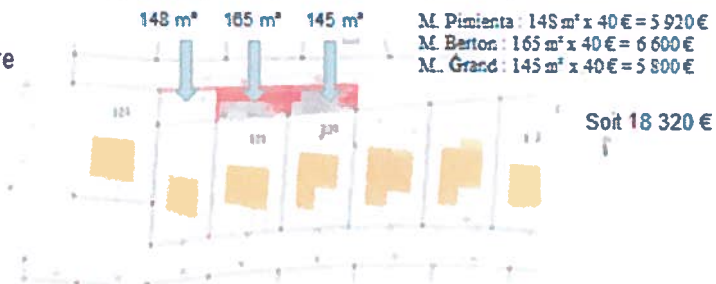 148 m² 165 m² 145 m²
M. Pimienta : 148 m² x 40 € = 5 920 €
M. Berton : 165 m² x 40 € = 6 600 €
M. Grand : 145 m² x 40 € = 5 800 €
re
Soit 18 320 €